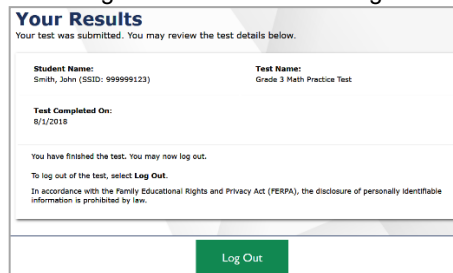 Your Results
Your test was submitted. You may review the test details below.
Student Name:
Smith, John (SSID: 999999123)
Test Name:
Grade 3 Math Practice Test
Test Completed On:
8/1/2018
You have finished the test. You may now log out.
To log out of the test, select Log Out.
In accordance with the Family Educational Rights and Privacy Act (FERPA), the disclosure of personally identifiable
information is prohibited by law.
Log Out